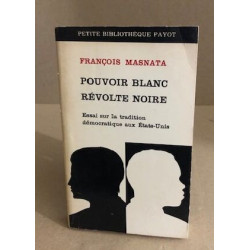 PETITE BIBLIOTHÈQUE PAYOT
FRANÇOIS MASNATA
POUVOIR BLANC
RÉVOLTE NOIRE
Essai sur la tradition
démocratique aux États-Unis